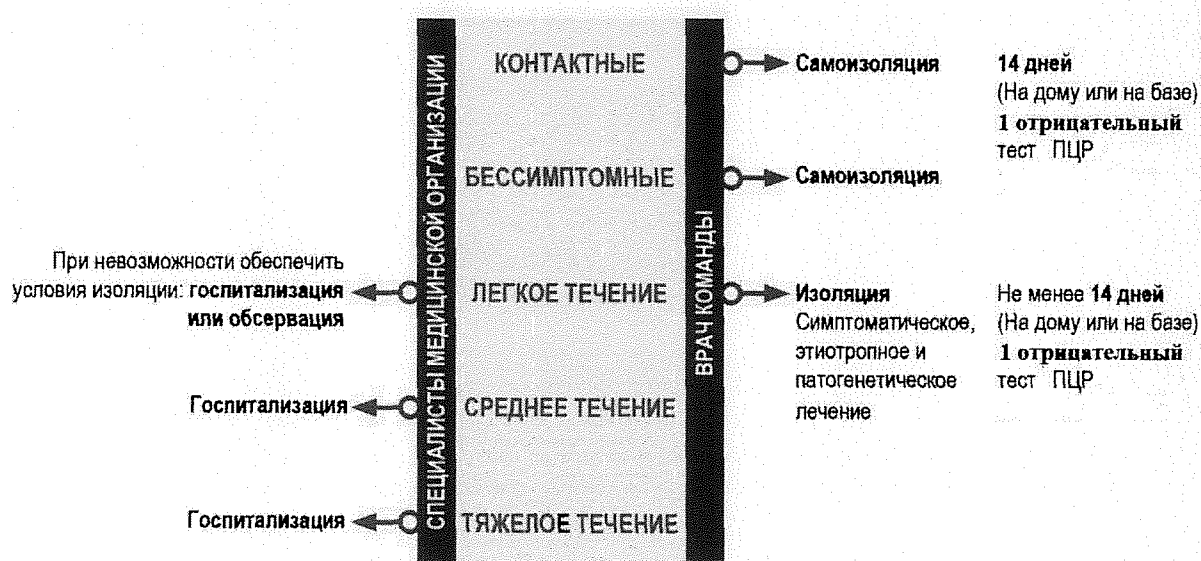 СПЕЦИАЛИСТЫ МЕДИЦИНСКОЙ ОРГАНИЗАЦИИ
ВРАЧ КОМАНДЫ
КОНТАКТНЫЕ
Самоизоляция
14 дней
(На дому или на базе)
1 отрицательный
тест ПЦР
БЕССИМПТОМНЫЕ
Самоизоляция
При невозможности обеспечить
условия изоляции: госпитализация
или обсервация
ЛЕГКОЕ ТЕЧЕНИЕ
Изоляция
Симптоматическое,
этиотропное и
патогенетическое
лечение
Не менее 14 дней
(На дому или на базе)
1 отрицательный
тест ПЦР
Госпитализация
СРЕДНЕЕ ТЕЧЕНИЕ
Госпитализация
ТЯЖЕЛОЕ ТЕЧЕНИЕ